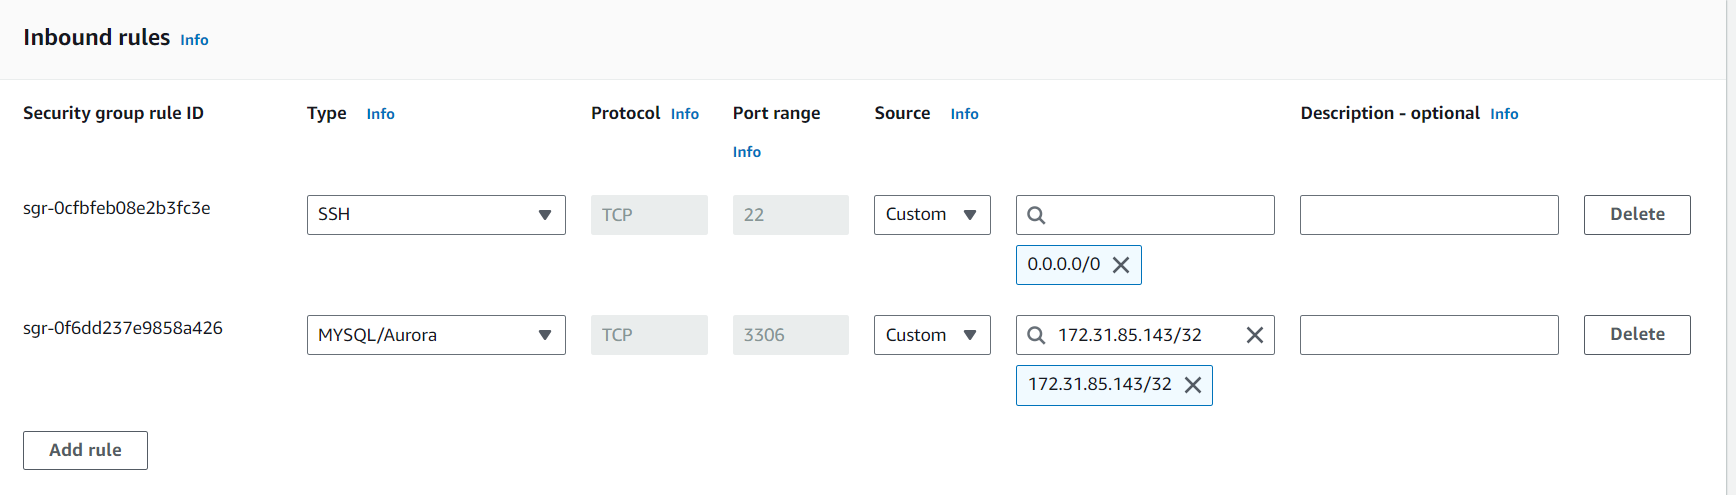 Inbound rules Info
Security group rule ID Type Info Protocol Info Port range Info Source Info Description - optional Info
sgr-0cfbfeb08e2b3fc3e SSH TCP 22 Custom Delete
0.0.0.0/0
sgr-0f6dd237e9858a426 MYSQL/Aurora TCP 3306 Custom 172.31.85.143/32 Delete
172.31.85.143/32
Add rule